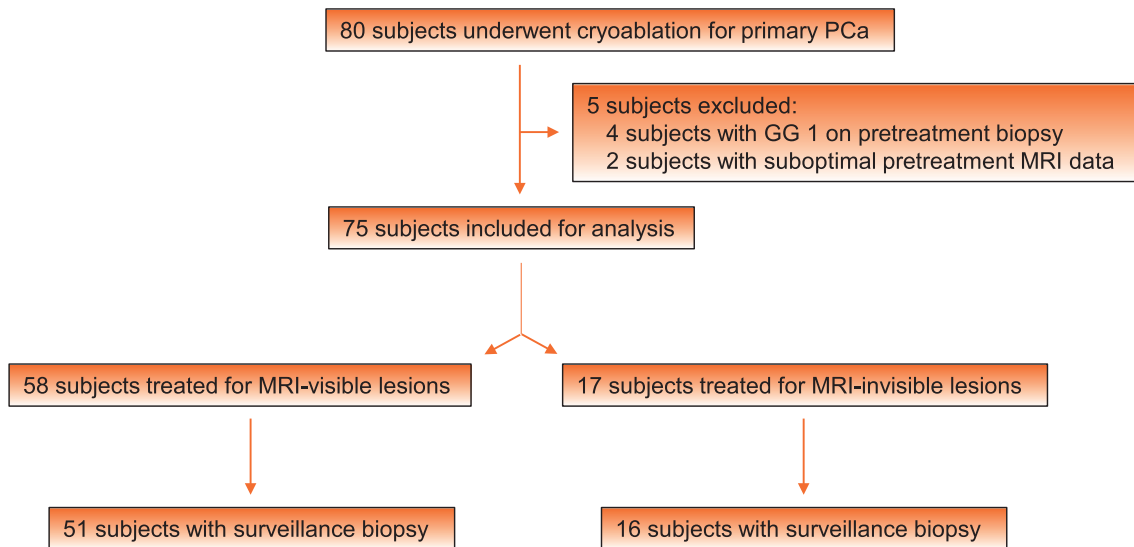 80 subjects underwent cryoablation for primary PCa
5 subjects excluded:
4 subjects with GG 1 on pretreatment biopsy
2 subjects with suboptimal pretreatment MRI data
75 subjects included for analysis
58 subjects treated for MRI-visible lesions
17 subjects treated for MRI-invisible lesions
51 subjects with surveillance biopsy
16 subjects with surveillance biopsy